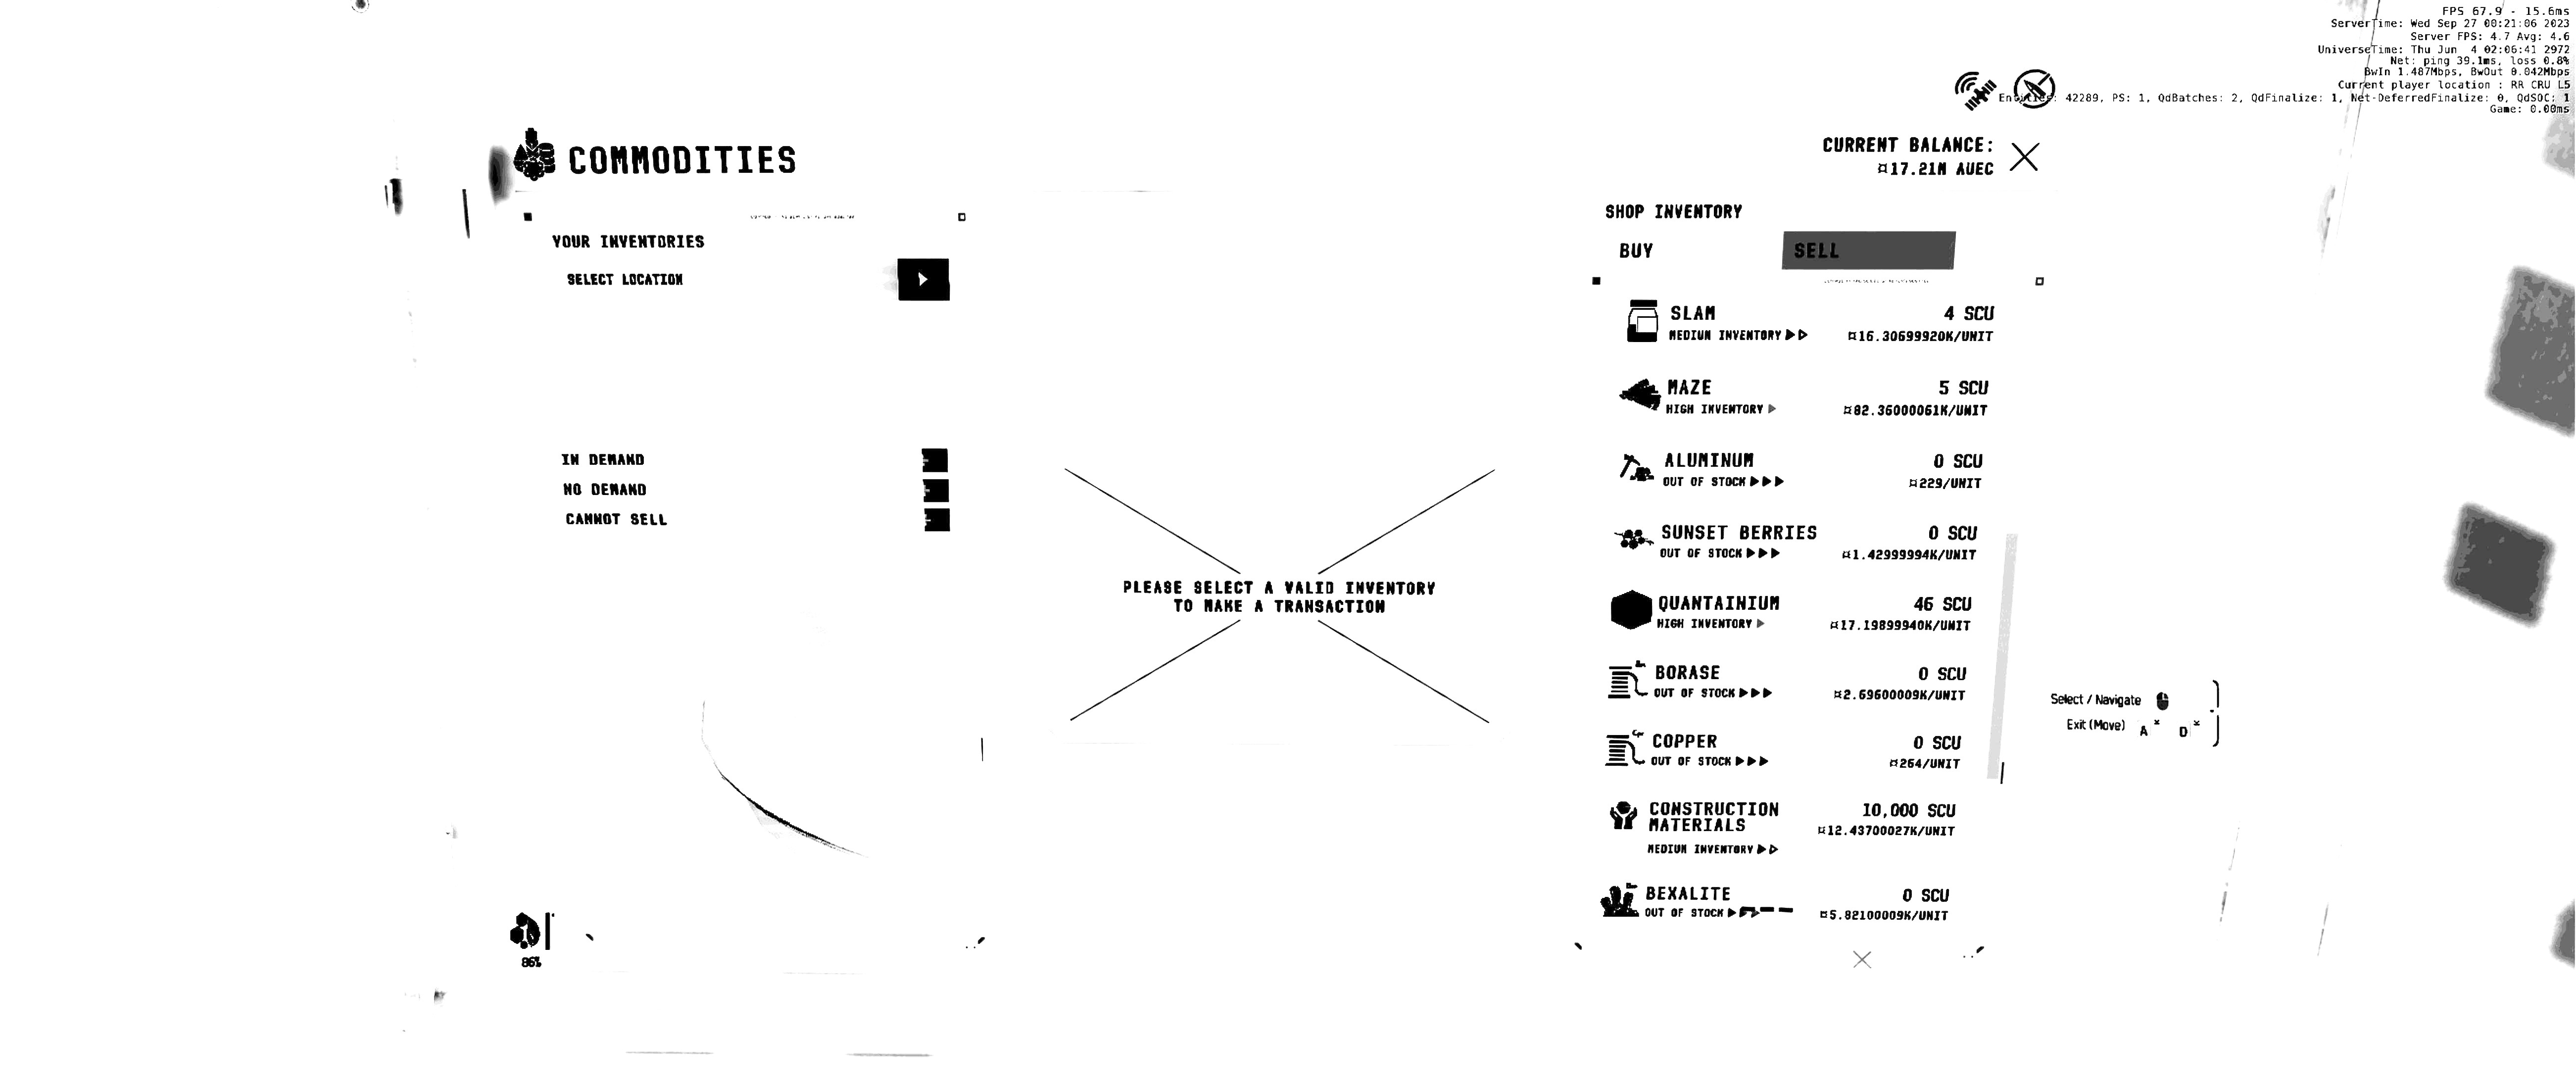 FPS 67.9 - 15.6ms
ServerTime: Wed Sep 27 00:21:06 2023
Server FPS: 4.7 Avg: 4.6
UniverseTime: Thu Jun 4 02:06:41 2972
Net: ping 39.1ms, loss 0.8%
BwIn 1.487Mbps, BwOut 0.042Mbps
Current player location : RR CRU L5
Entities: 42289, PS: 1, QdBatches: 2, QdFinalize: 1, Net-DeferredFinalize: 0, QdSOC: 1
Game: 0.00ms
COMMODITIES
YOUR INVENTORIES
SELECT LOCATION
IN DEMAND
NO DEMAND
CANNOT SELL
86%
PLEASE SELECT A VALID INVENTORY
TO MAKE A TRANSACTION
CURRENT BALANCE:
¤17.21M AUEC
SHOP INVENTORY
BUY SELL
SLAM 4 SCU
MEDIUM INVENTORY ¤16.30699920K/UNIT
MAZE 5 SCU
HIGH INVENTORY ¤82.36000061K/UNIT
ALUMINUM 0 SCU
OUT OF STOCK ¤229/UNIT
SUNSET BERRIES 0 SCU
OUT OF STOCK ¤1.42999994K/UNIT
QUANTAINIUM 46 SCU
HIGH INVENTORY ¤17.19899940K/UNIT
BORASE 0 SCU
OUT OF STOCK ¤2.69600009K/UNIT
COPPER 0 SCU
OUT OF STOCK ¤264/UNIT
CONSTRUCTION 10,000 SCU
MATERIALS ¤12.43700027K/UNIT
MEDIUM INVENTORY
BEXALITE 0 SCU
OUT OF STOCK ¤5.82100009K/UNIT
Select / Navigate
Exit (Move) A D